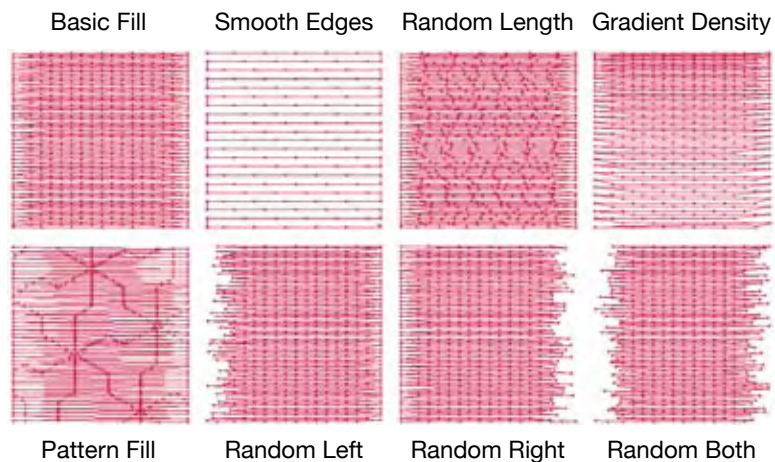 Basic Fill Smooth Edges Random Length Gradient Density
Pattern Fill Random Left Random Right Random Both